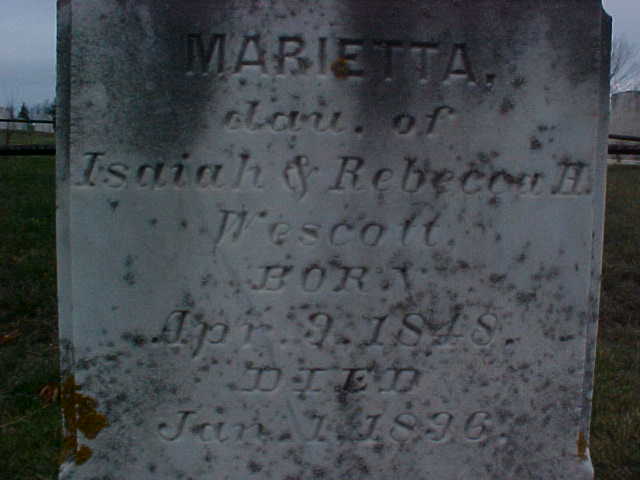 MARIETTA,
dau. of
Isaiah & Rebecca H.
Wescott.
BORN
Apr. 9. 1848.
DIED
Jan. 1. 1896.